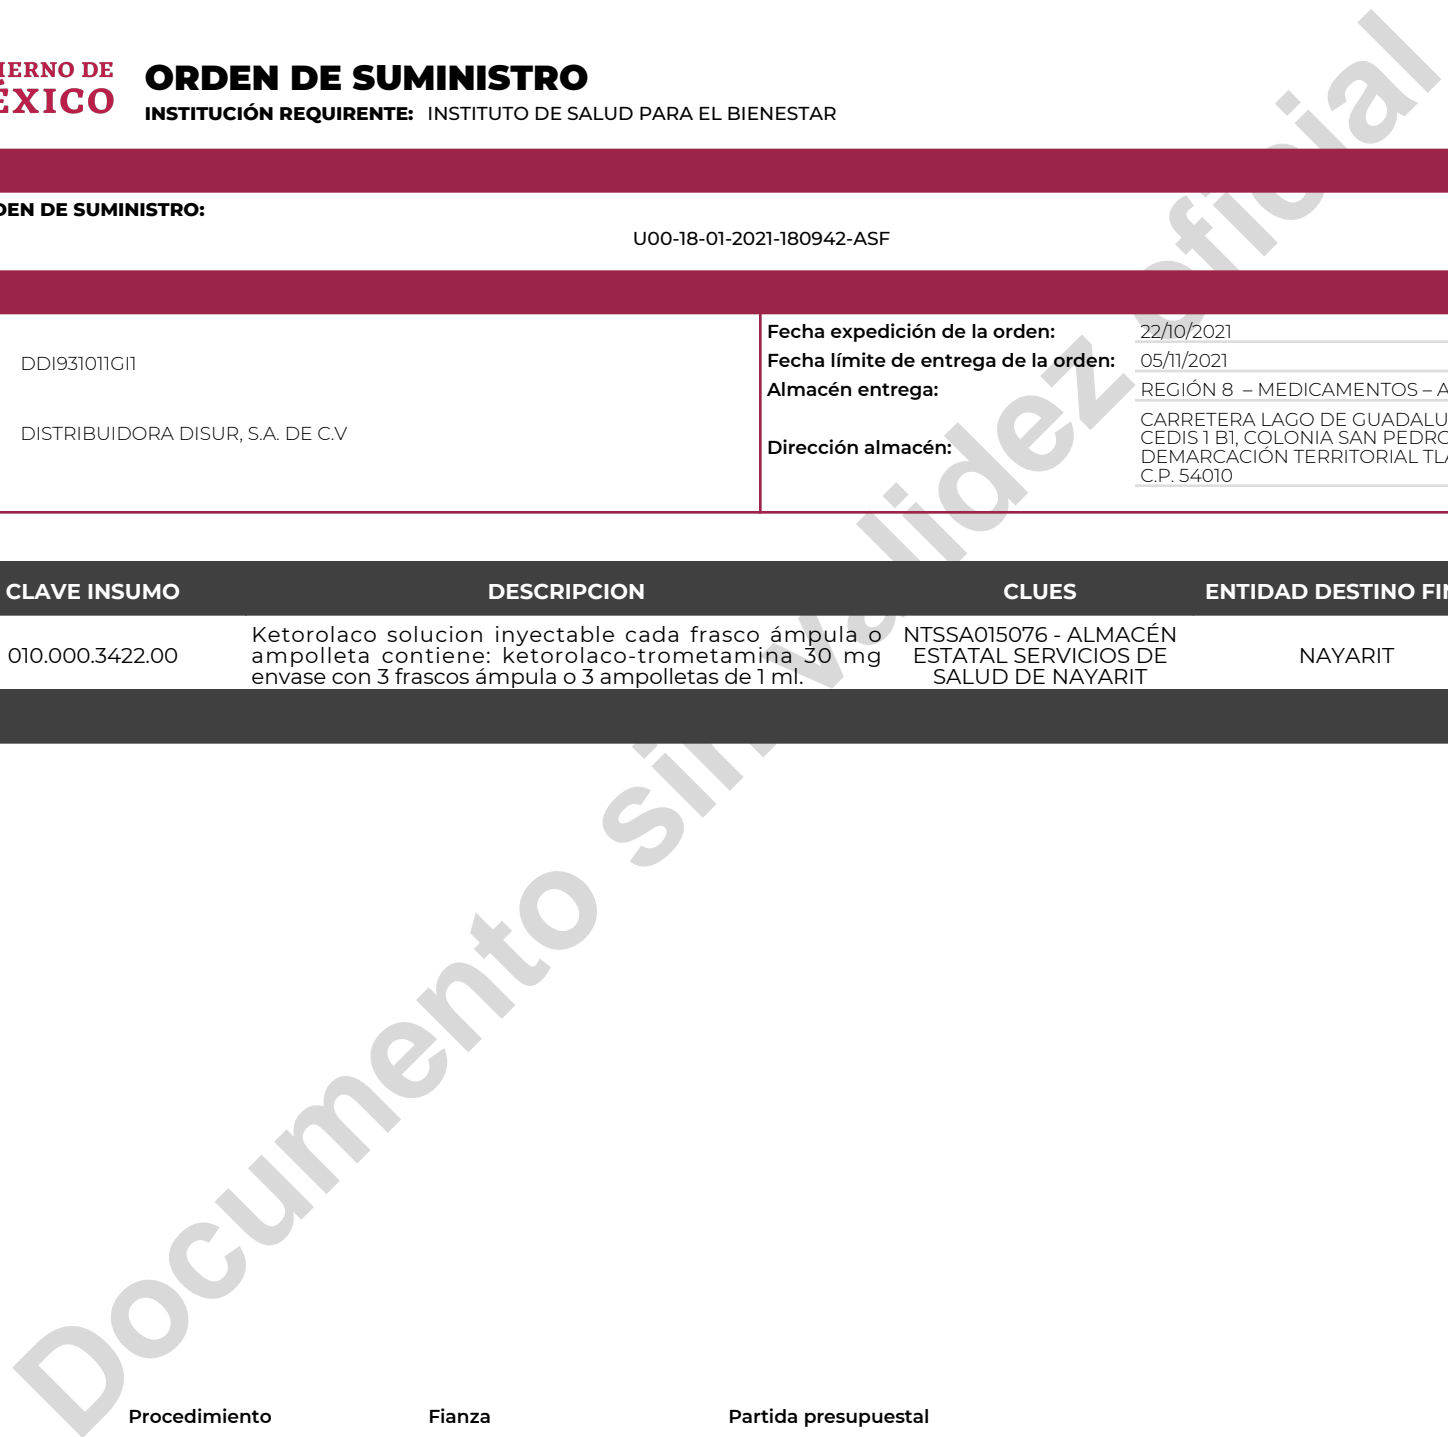 IERNO DE
ÉXICO
ORDEN DE SUMINISTRO
INSTITUCIÓN REQUIRENTE: INSTITUTO DE SALUD PARA EL BIENESTAR
DEN DE SUMINISTRO:
U00-18-01-2021-180942-ASF
DDI931011GI1
DISTRIBUIDORA DISUR, S.A. DE C.V
Fecha expedición de la orden: 22/10/2021
Fecha límite de entrega de la orden: 05/11/2021
Almacén entrega: REGIÓN 8 – MEDICAMENTOS – A
Dirección almacén:
CARRETERA LAGO DE GUADALU
CEDIS 1 B1, COLONIA SAN PEDRO
DEMARCACIÓN TERRITORIAL TLA
C.P. 54010
CLAVE INSUMO DESCRIPCION CLUES ENTIDAD DESTINO FIN
010.000.3422.00
Ketorolaco solucion inyectable cada frasco ámpula o
ampolleta contiene: ketorolaco-trometamina 30 mg
envase con 3 frascos ámpula o 3 ampolletas de 1 ml.
NTSSA015076 - ALMACÉN
ESTATAL SERVICIOS DE
SALUD DE NAYARIT
NAYARIT
Documento sin validez oficial
Procedimiento Fianza Partida presupuestal